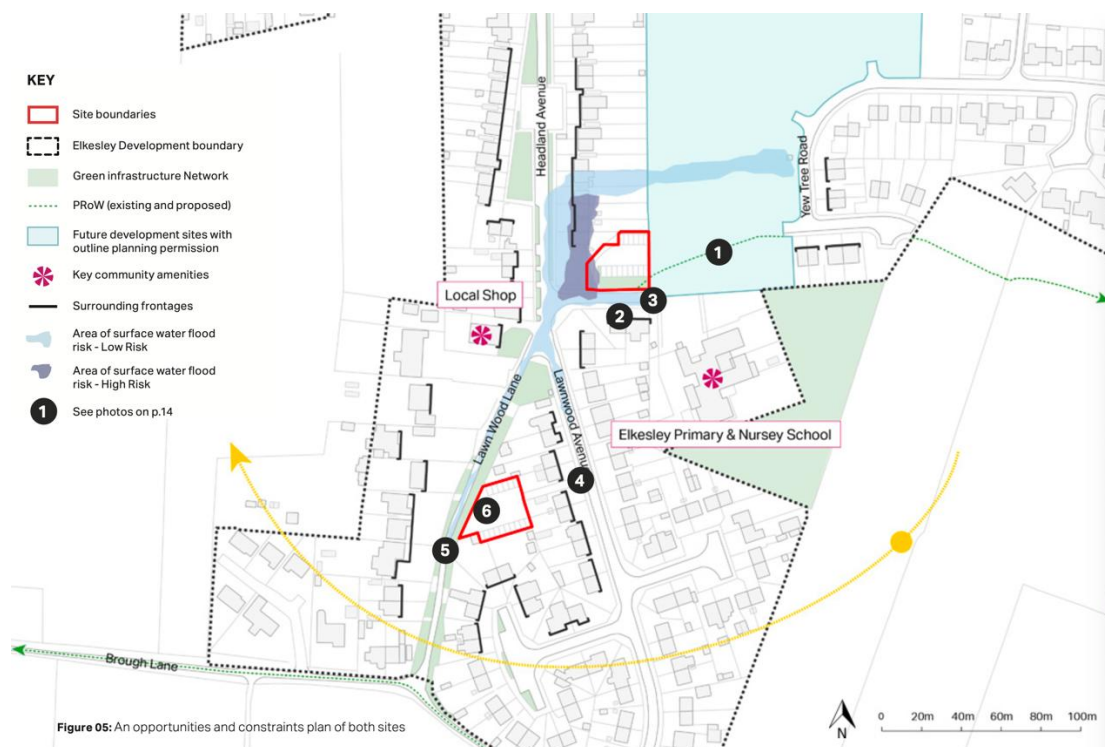 KEY
Site boundaries
Elkesley Development boundary
Green infrastructure Network
PRoW (existing and proposed)
Future development sites with
outline planning permission
Key community amenities
Surrounding frontages
Area of surface water flood
risk - Low Risk
Area of surface water flood
risk - High Risk
1
See photos on p.14
Headland Avenue
Yew Tree Road
1
Local Shop
3
2
Lawn Wood Lane
Lawnwood Avenue
Elkesley Primary & Nursey School
4
6
5
Brough Lane
Figure 05: An opportunities and constraints plan of both sites
N
0 20m 40m 60m 80m 100m